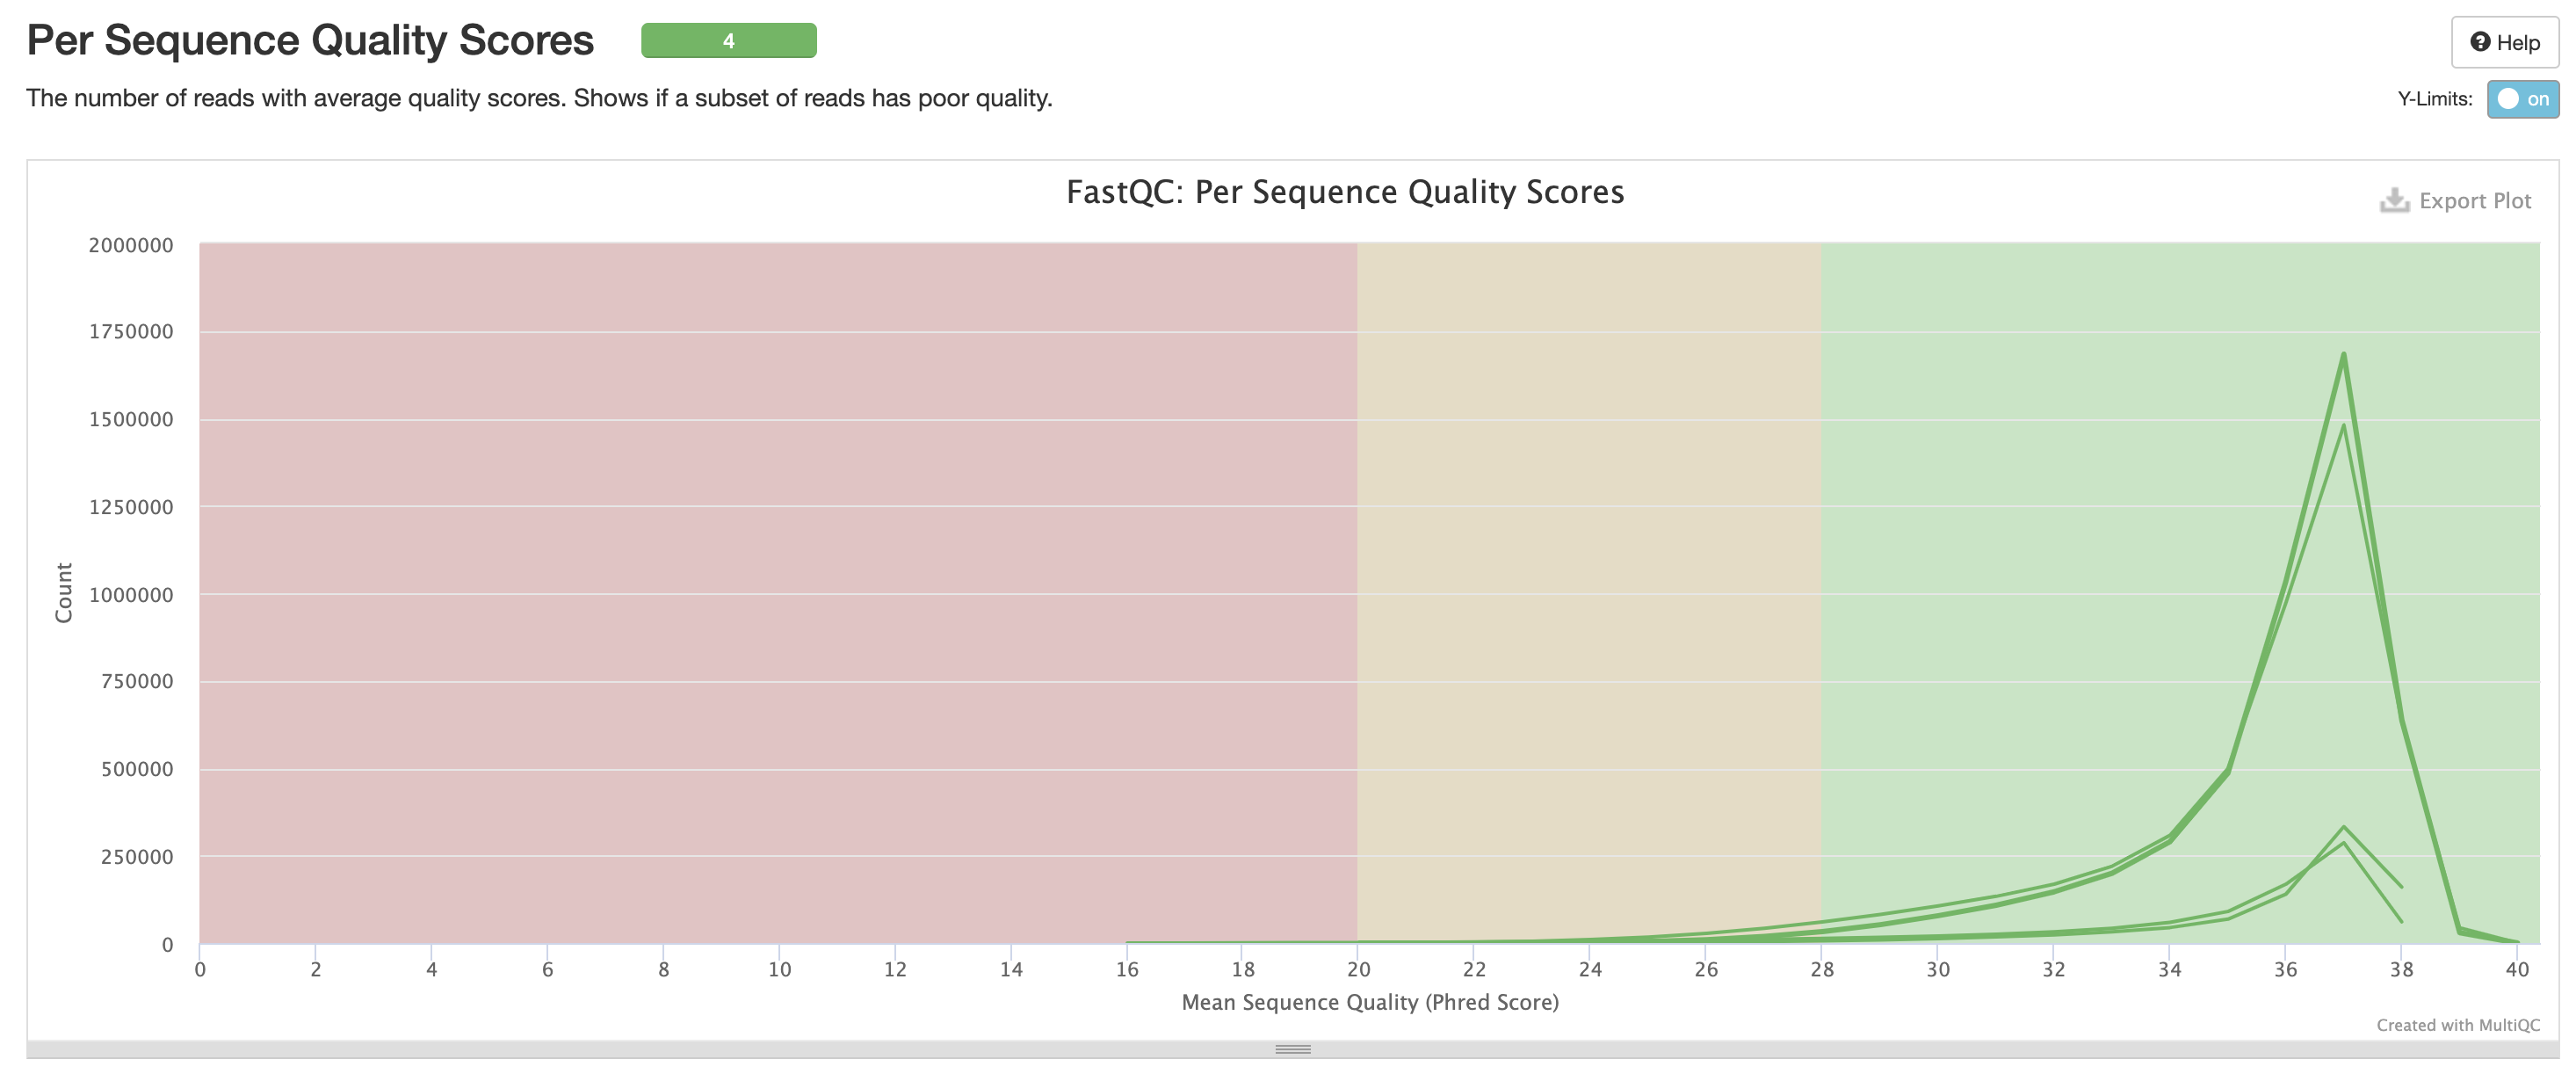 Per Sequence Quality Scores
4
Help
The number of reads with average quality scores. Shows if a subset of reads has poor quality.
Y-Limits: on
FastQC: Per Sequence Quality Scores
Export Plot
2000000
1750000
1500000
1250000
1000000
750000
500000
250000
0
Count
0 2 4 6 8 10 12 14 16 18 20 22 24 26 28 30 32 34 36 38 40
Mean Sequence Quality (Phred Score)
Created with MultiQC